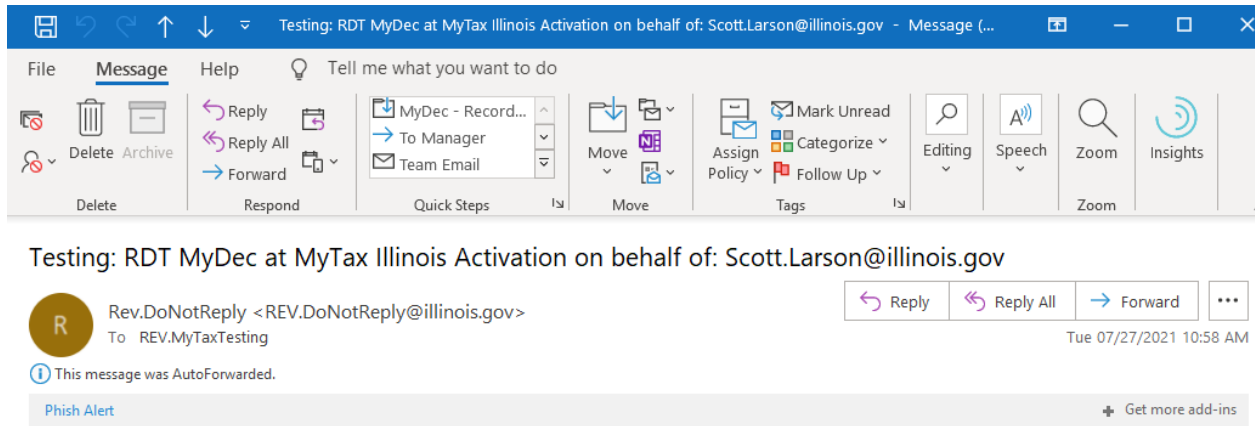 Testing: RDT MyDec at MyTax Illinois Activation on behalf of: Scott.Larson@illinois.gov - Message (...
File Message Help Tell me what you want to do
Delete Archive
Delete
Reply
Reply All
Forward
Respond
MyDec - Record...
To Manager
Team Email
Quick Steps
Move
Move
Assign Policy
Mark Unread
Categorize
Follow Up
Tags
Editing
Speech
Zoom
Zoom
Insights
Testing: RDT MyDec at MyTax Illinois Activation on behalf of: Scott.Larson@illinois.gov
R
Rev.DoNotReply <REV.DoNotReply@illinois.gov>
To REV.MyTaxTesting
Reply Reply All Forward ...
Tue 07/27/2021 10:58 AM
This message was AutoForwarded.
Phish Alert Get more add-ins